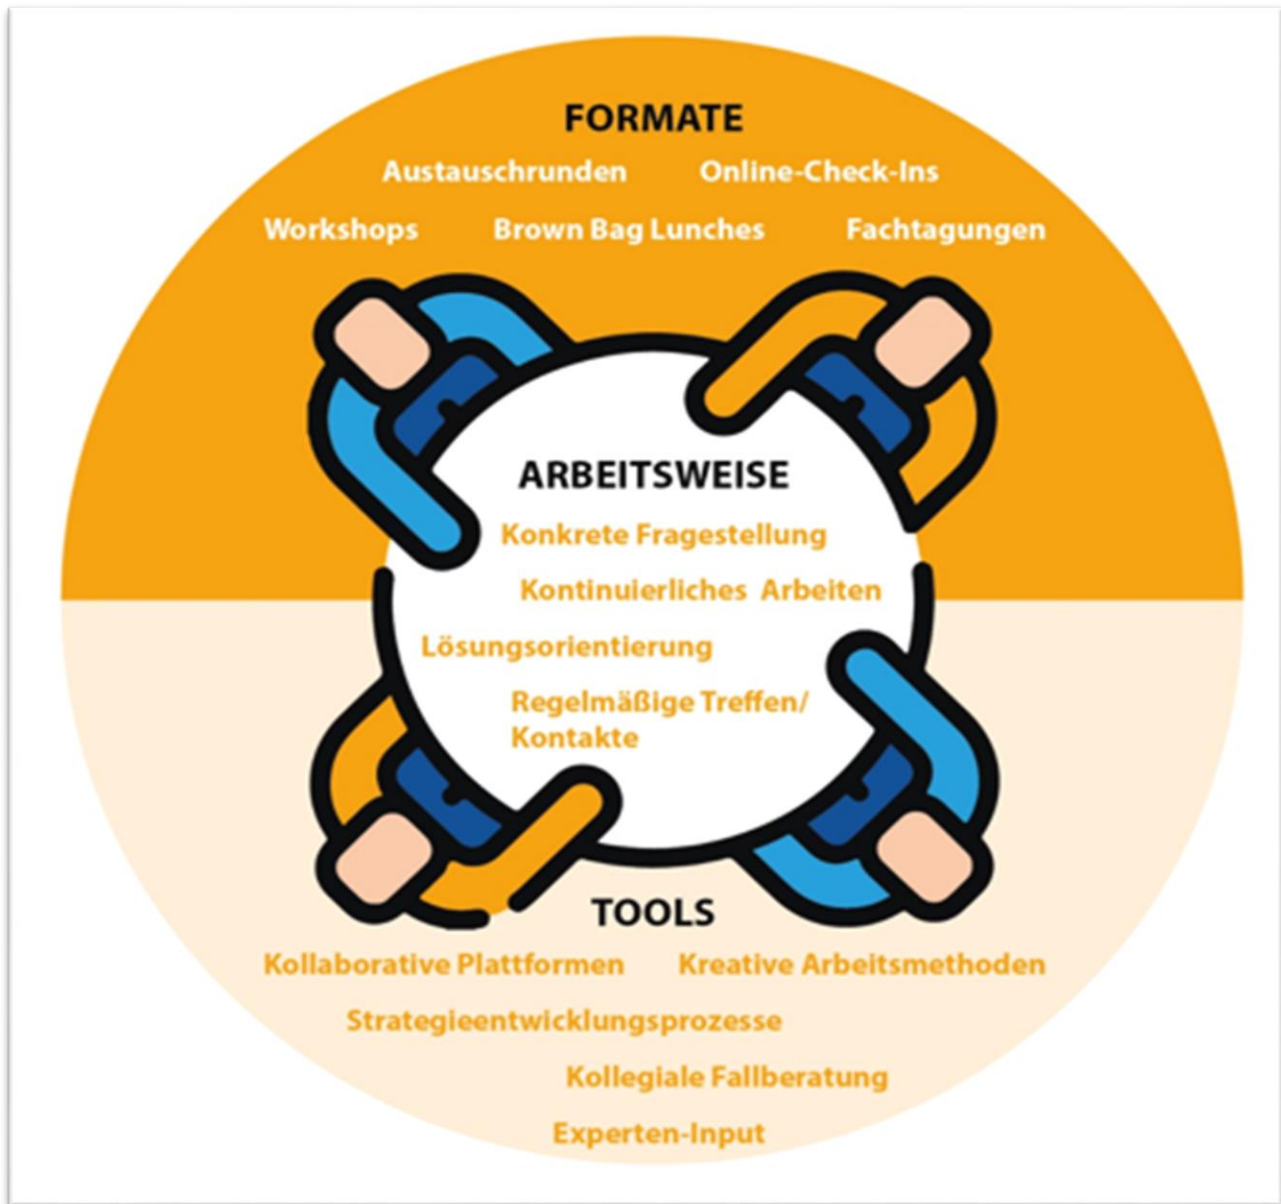 FORMATE
Austauschrunden Online-Check-Ins
Workshops Brown Bag Lunches Fachtagungen
ARBEITSWEISE
Konkrete Fragestellung
Kontinuierliches Arbeiten
Lösungsorientierung
Regelmäßige Treffen/
Kontakte
TOOLS
Kollaborative Plattformen Kreative Arbeitsmethoden
Strategieentwicklungsprozesse
Kollegiale Fallberatung
Experten-Input